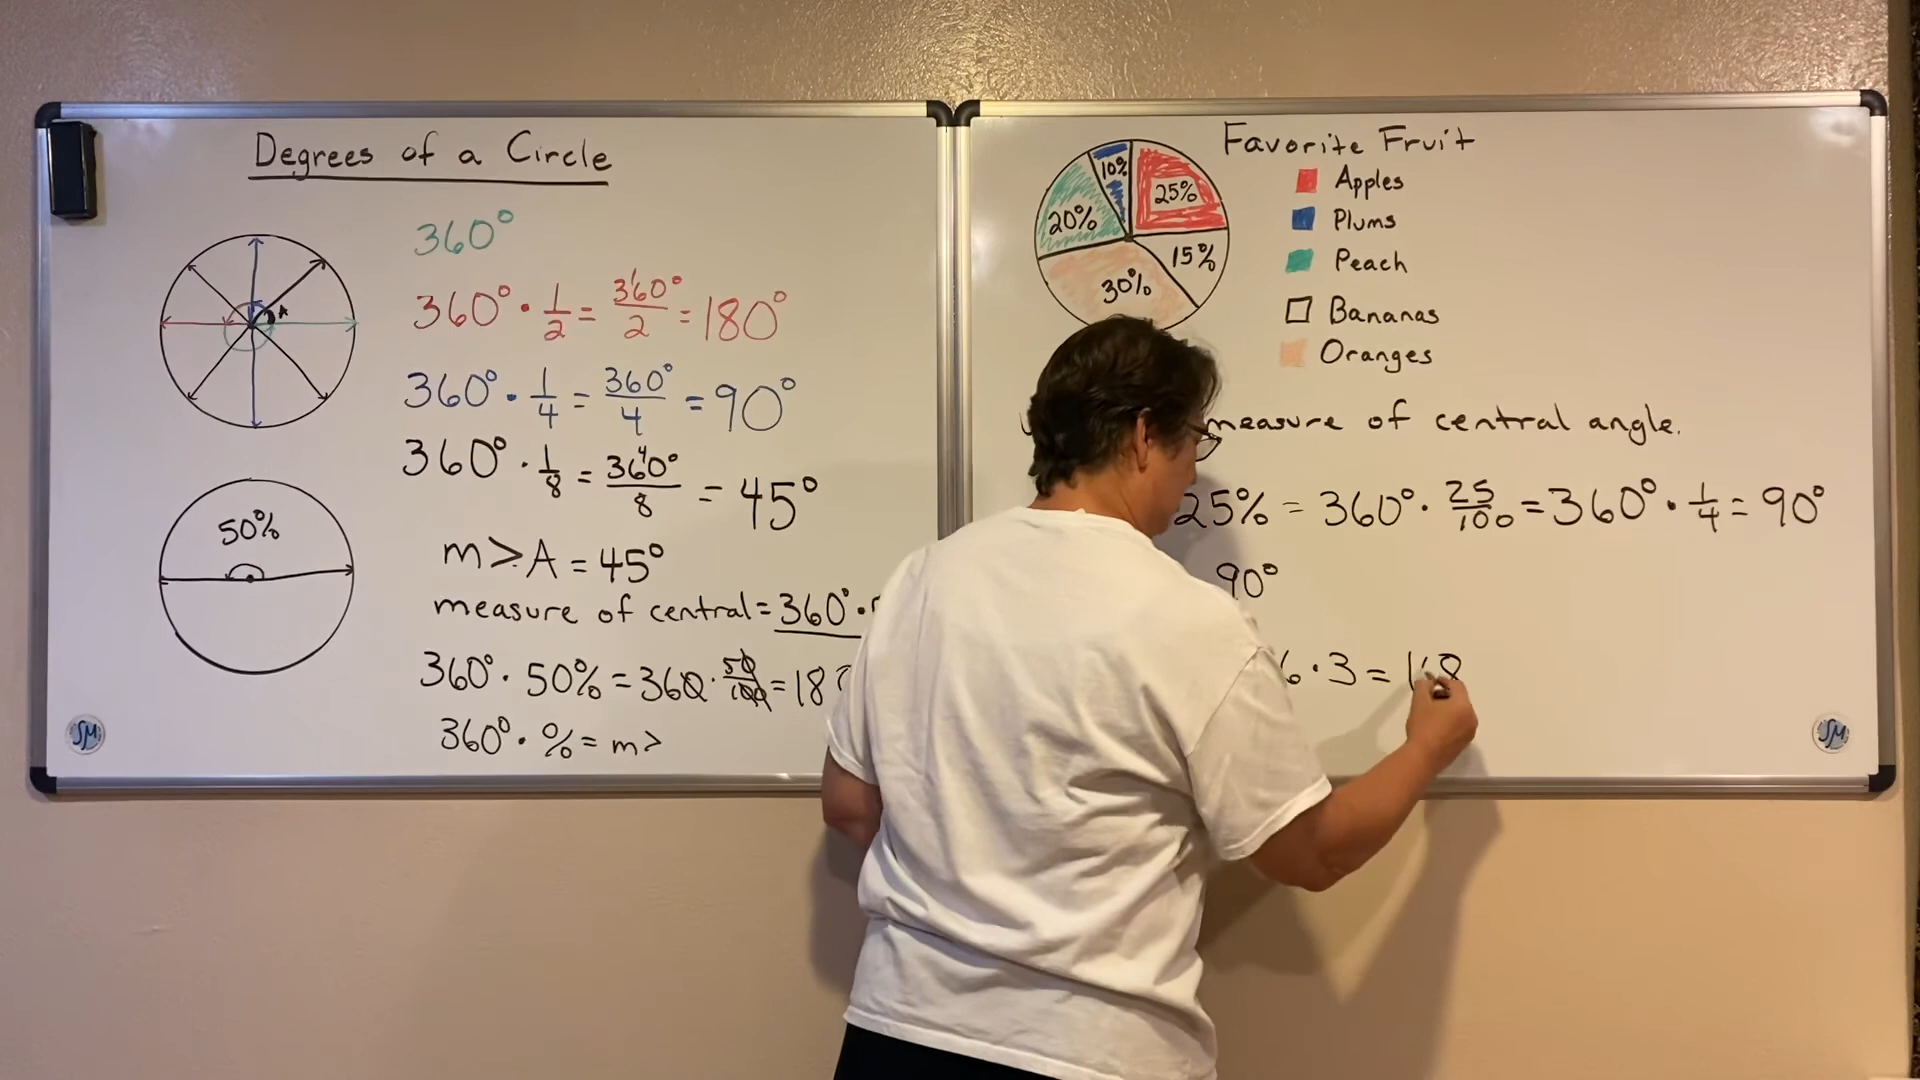 Degrees of a Circle
360°
360° · 1/2 = 360°/2 = 180°
360° · 1/4 = 360°/4 = 90°
360° · 1/8 = 360°/8 = 45°
A
m > A = 45°
50%
measure of central = 360° ·
360° · 50% = 360 · 50/100 = 18
360° · % = m >
SM
Favorite Fruit
10%
25%
20%
15%
30%
Apples
Plums
Peach
Bananas
Oranges
measure of central angle.
25% = 360° · 25/100 = 360° · 1/4 = 90°
90°
6 · 3 =
SM